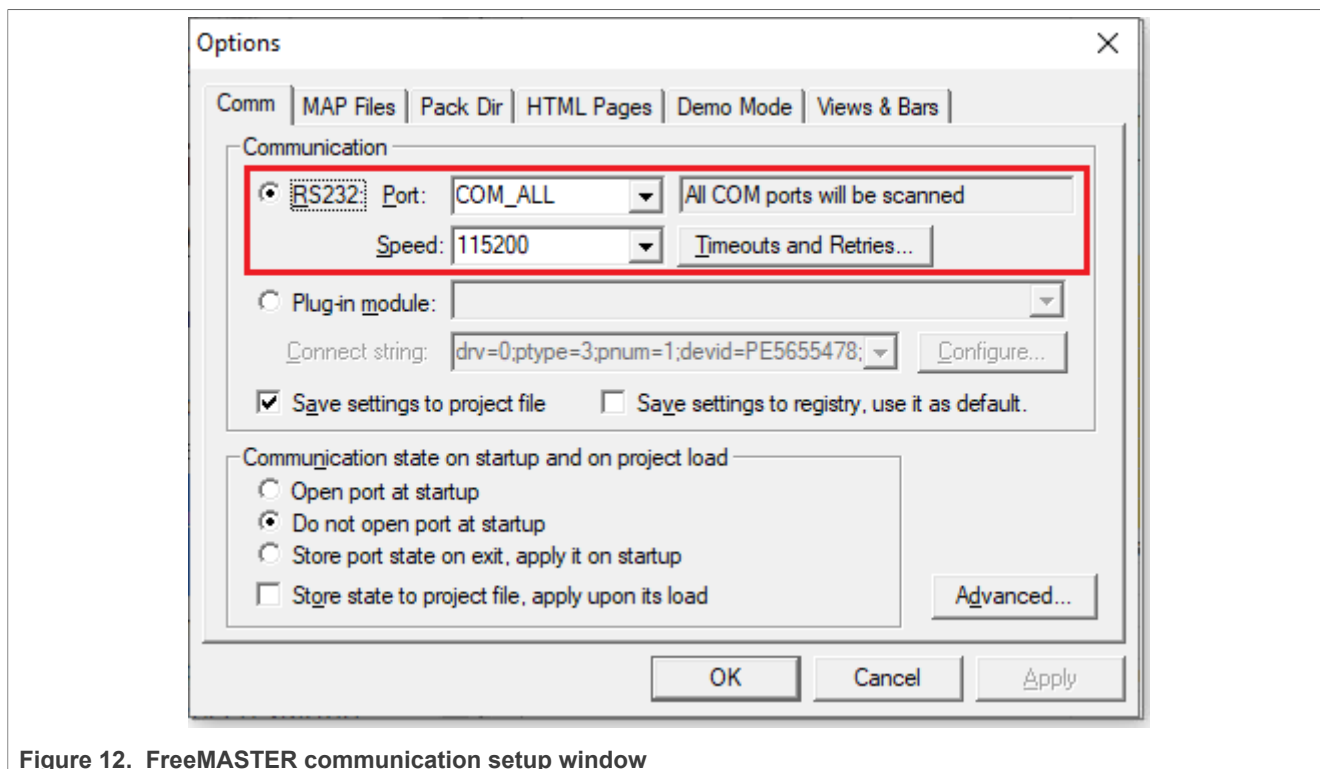 Options
Comm MAP Files Pack Dir HTML Pages Demo Mode Views & Bars
Communication
RS232: Port: COM_ALL All COM ports will be scanned
Speed: 115200 Timeouts and Retries...
Plug-in module:
Connect string: drv=0;ptype=3;pnum=1;devid=PE5655478; Configure...
Save settings to project file Save settings to registry, use it as default.
Communication state on startup and on project load
Open port at startup
Do not open port at startup
Store port state on exit, apply it on startup
Store state to project file, apply upon its load Advanced...
OK Cancel Apply
Figure 12. FreeMASTER communication setup window